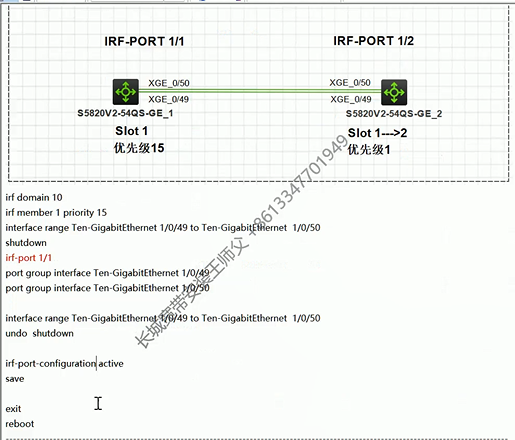 IRF-PORT 1/1
IRF-PORT 1/2
XGE_0/50
XGE_0/50
XGE_0/49
XGE_0/49
S5820V2-54QS-GE_1
S5820V2-54QS-GE_2
Slot 1
Slot 1--->2
优先级15
优先级1
irf domain 10
irf member 1 priority 15
interface range Ten-GigabitEthernet 1/0/49 to Ten-GigabitEthernet 1/0/50
shutdown
irf-port 1/1
port group interface Ten-GigabitEthernet 1/0/49
port group interface Ten-GigabitEthernet 1/0/50
interface range Ten-GigabitEthernet 1/0/49 to Ten-GigabitEthernet 1/0/50
undo shutdown
irf-port-configuration active
save
exit
reboot
长城宽带安装王师父 +8613347701949